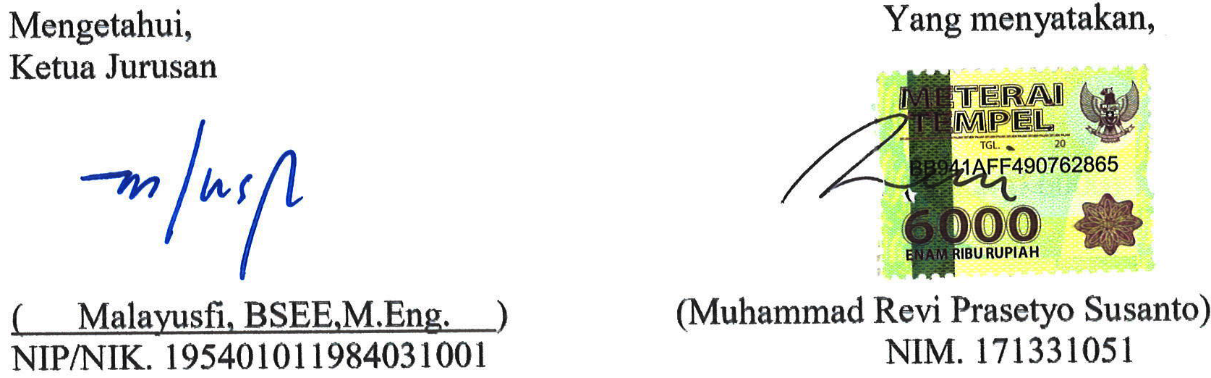 Mengetahui,
Ketua Jurusan
( Malayusfi, BSEE,M.Eng. )
NIP/NIK. 195401011984031001
Yang menyatakan,
METERAI
TEMPEL
TGL. 20
BB941AFF490762865
6000
ENAM RIBU RUPIAH
(Muhammad Revi Prasetyo Susanto)
NIM. 171331051